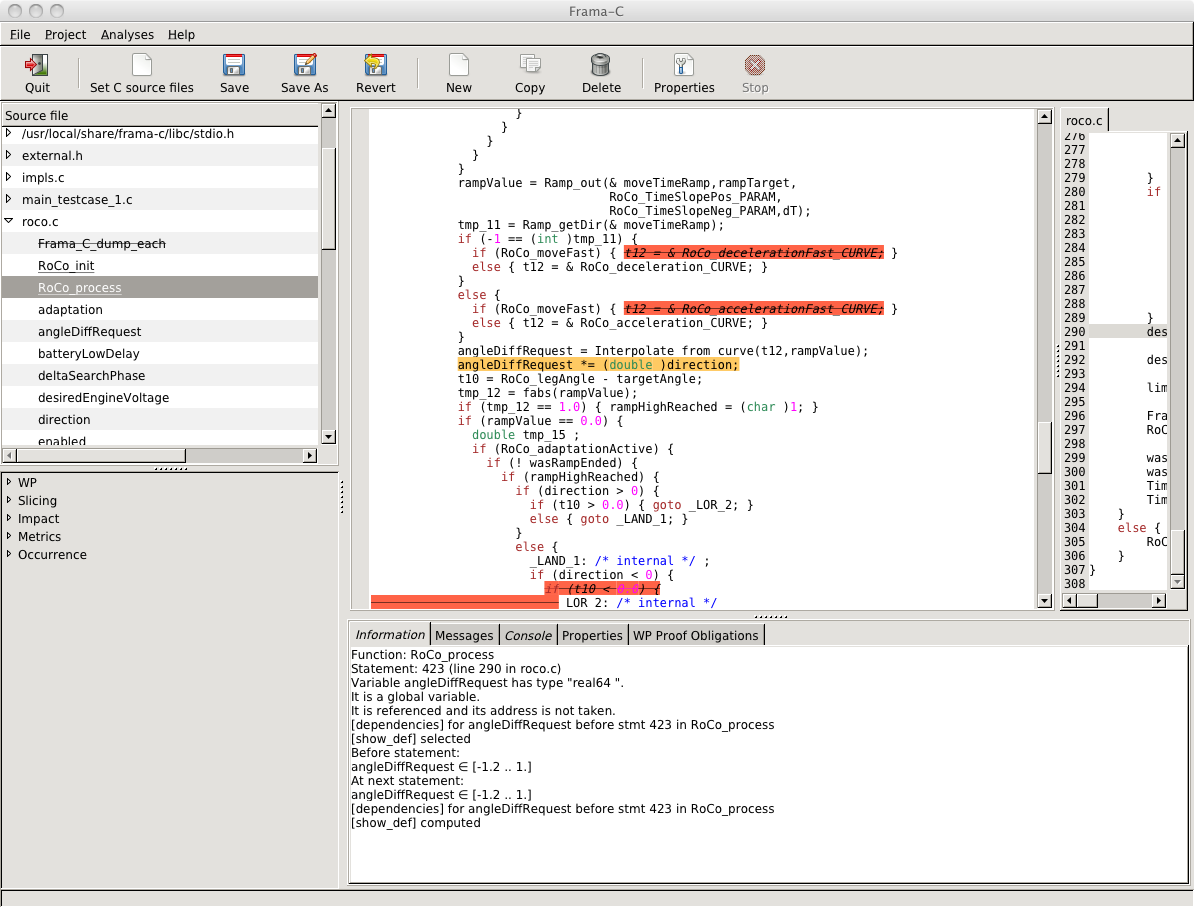 Frama-C
File Project Analyses Help
Quit Set C source files Save Save As Revert New Copy Delete Properties Stop
Source file
/usr/local/share/frama-c/libc/stdio.h
external.h
impls.c
main_testcase_1.c
roco.c
Frama_C_dump_each
RoCo_init
RoCo_process
adaptation
angleDiffRequest
batteryLowDelay
deltaSearchPhase
desiredEngineVoltage
direction
enabled
WP
Slicing
Impact
Metrics
Occurrence
}
}
}
}
}
rampValue = Ramp_out(& moveTimeRamp,rampTarget,
RoCo_TimeSlopePos_PARAM,
RoCo_TimeSlopeNeg_PARAM,dT);
tmp_11 = Ramp_getDir(& moveTimeRamp);
if (-1 == (int )tmp_11) {
if (RoCo_moveFast) { t12 = & RoCo_decelerationFast_CURVE; }
else { t12 = & RoCo_deceleration_CURVE; }
}
else {
if (RoCo_moveFast) { t12 = & RoCo_accelerationFast_CURVE; }
else { t12 = & RoCo_acceleration_CURVE; }
}
angleDiffRequest = Interpolate_from_curve(t12,rampValue);
angleDiffRequest *= (double )direction;
t10 = RoCo_legAngle - targetAngle;
tmp_12 = fabs(rampValue);
if (tmp_12 == 1.0) { rampHighReached = (char )1; }
if (rampValue == 0.0) {
double tmp_15 ;
if (RoCo_adaptationActive) {
if (! wasRampEnded) {
if (rampHighReached) {
if (direction > 0) {
if (t10 > 0.0) { goto _LOR_2; }
else { goto _LAND_1; }
}
else {
_LAND_1: /* internal */ ;
if (direction < 0) {
if (t10 < 0.0) {
_LOR_2: /* internal */
roco.c
276
277
278
279 }
280 if
281
282
283
284
285
286
287
288
289 }
290 des
291
292 des
293
294 lim
295
296 Fra
297 RoC
298
299 was
300 was
301 Tim
302 Tim
303 }
304 else {
305 RoC
306 }
307 }
308
Information Messages Console Properties WP Proof Obligations
Function: RoCo_process
Statement: 423 (line 290 in roco.c)
Variable angleDiffRequest has type "real64 ".
It is a global variable.
It is referenced and its address is not taken.
[dependencies] for angleDiffRequest before stmt 423 in RoCo_process
[show_def] selected
Before statement:
angleDiffRequest ∈ [-1.2 .. 1.]
At next statement:
angleDiffRequest ∈ [-1.2 .. 1.]
[dependencies] for angleDiffRequest before stmt 423 in RoCo_process
[show_def] computed